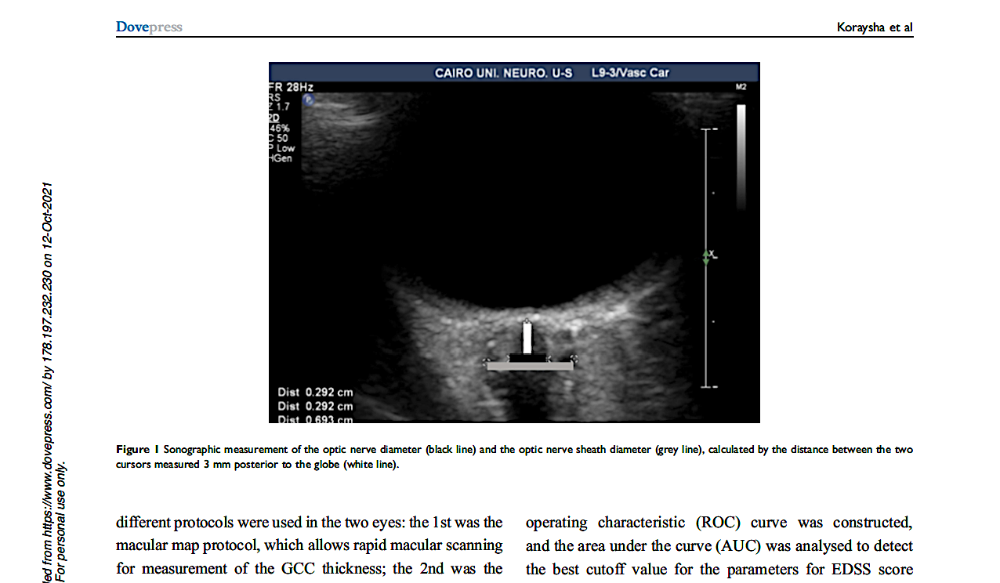 Dovepress
Koraysha et al
CAIRO UNI. NEURO. U-S L9-3/Vasc Car
FR 28Hz
RS
Z 1.7
2D
46%
C 50
P Low
HGen
P
M2
Dist 0.292 cm
Dist 0.292 cm
Dist 0.693 cm
Figure 1 Sonographic measurement of the optic nerve diameter (black line) and the optic nerve sheath diameter (grey line), calculated by the distance between the two
cursors measured 3 mm posterior to the globe (white line).
different protocols were used in the two eyes: the 1st was the
macular map protocol, which allows rapid macular scanning
for measurement of the GCC thickness; the 2nd was the
operating characteristic (ROC) curve was constructed,
and the area under the curve (AUC) was analysed to detect
the best cutoff value for the parameters for EDSS score
led from https://www.dovepress.com/ by 178.197.232.230 on 12-Oct-2021
For personal use only.